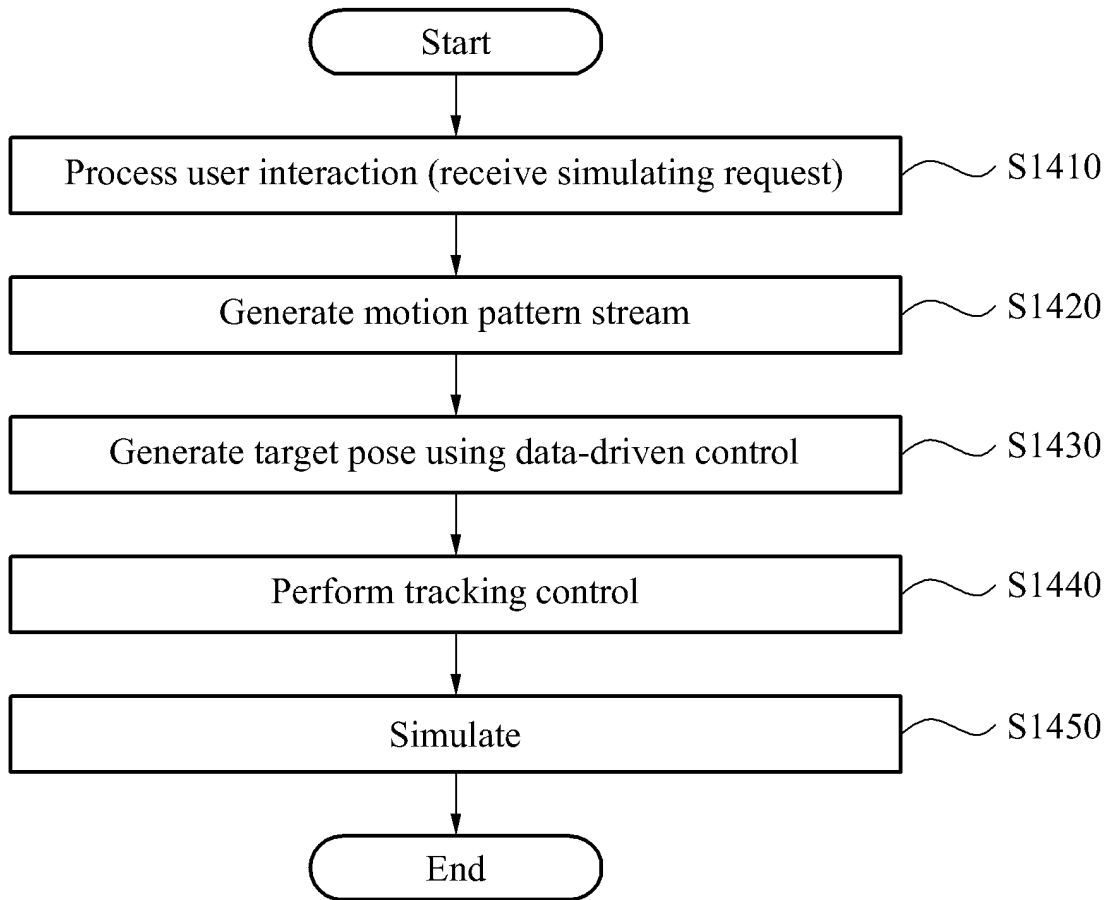 Start
Process user interaction (receive simulating request)
S1410
Generate motion pattern stream
S1420
Generate target pose using data-driven control
S1430
Perform tracking control
S1440
Simulate
S1450
End